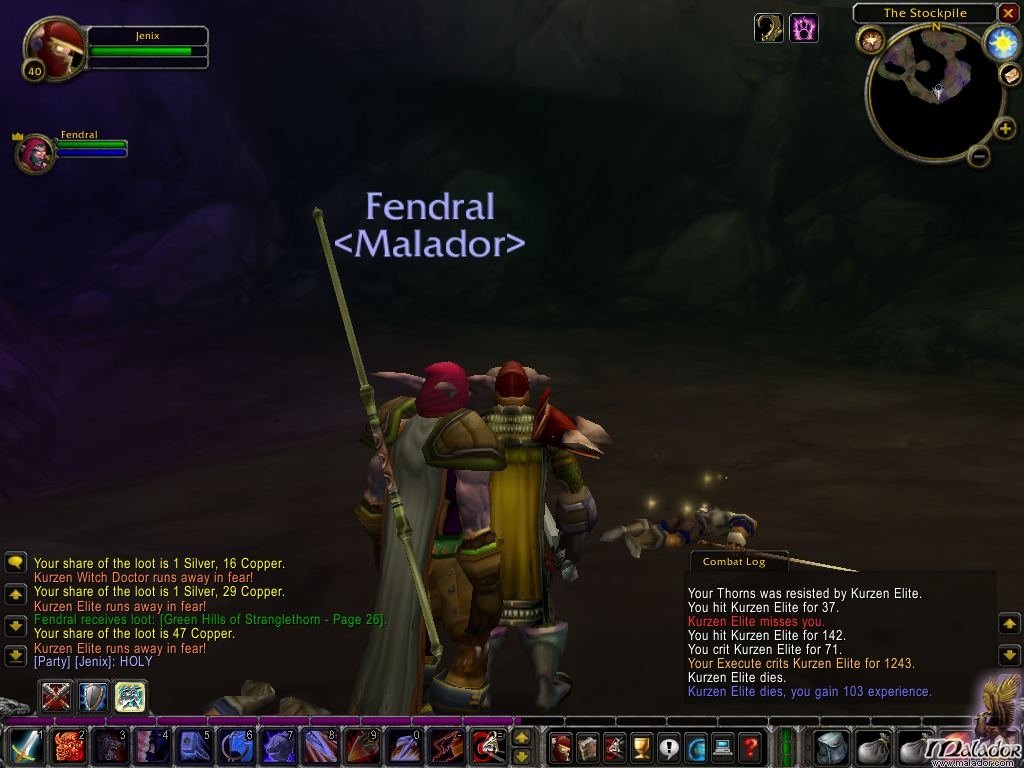 Jenix
40
The Stockpile
N
Fendral
Fendral
<Malador>
Your share of the loot is 1 Silver, 16 Copper.
Kurzen Witch Doctor runs away in fear!
Your share of the loot is 1 Silver, 29 Copper.
Kurzen Elite runs away in fear!
Fendral receives loot: [Green Hills of Stranglethorn - Page 26].
Your share of the loot is 47 Copper.
Kurzen Elite runs away in fear!
[Party] [Jenix]: HOLY
Combat Log
Your Thorns was resisted by Kurzen Elite.
You hit Kurzen Elite for 37.
Kurzen Elite misses you.
You hit Kurzen Elite for 142.
You crit Kurzen Elite for 71.
Your Execute crits Kurzen Elite for 1243.
Kurzen Elite dies.
Kurzen Elite dies, you gain 103 experience.
1 2 3 4 5 6 7 8 9 0 - =
Malador
www.malador.com